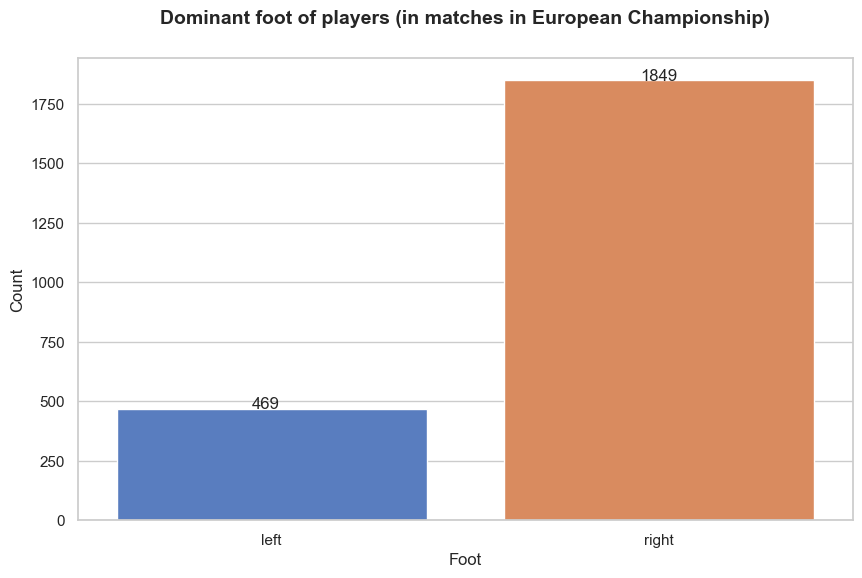 Dominant foot of players (in matches in European Championship)
1849
1750
1500
1250
1000
750
500
469
250
0
Count
left
right
Foot